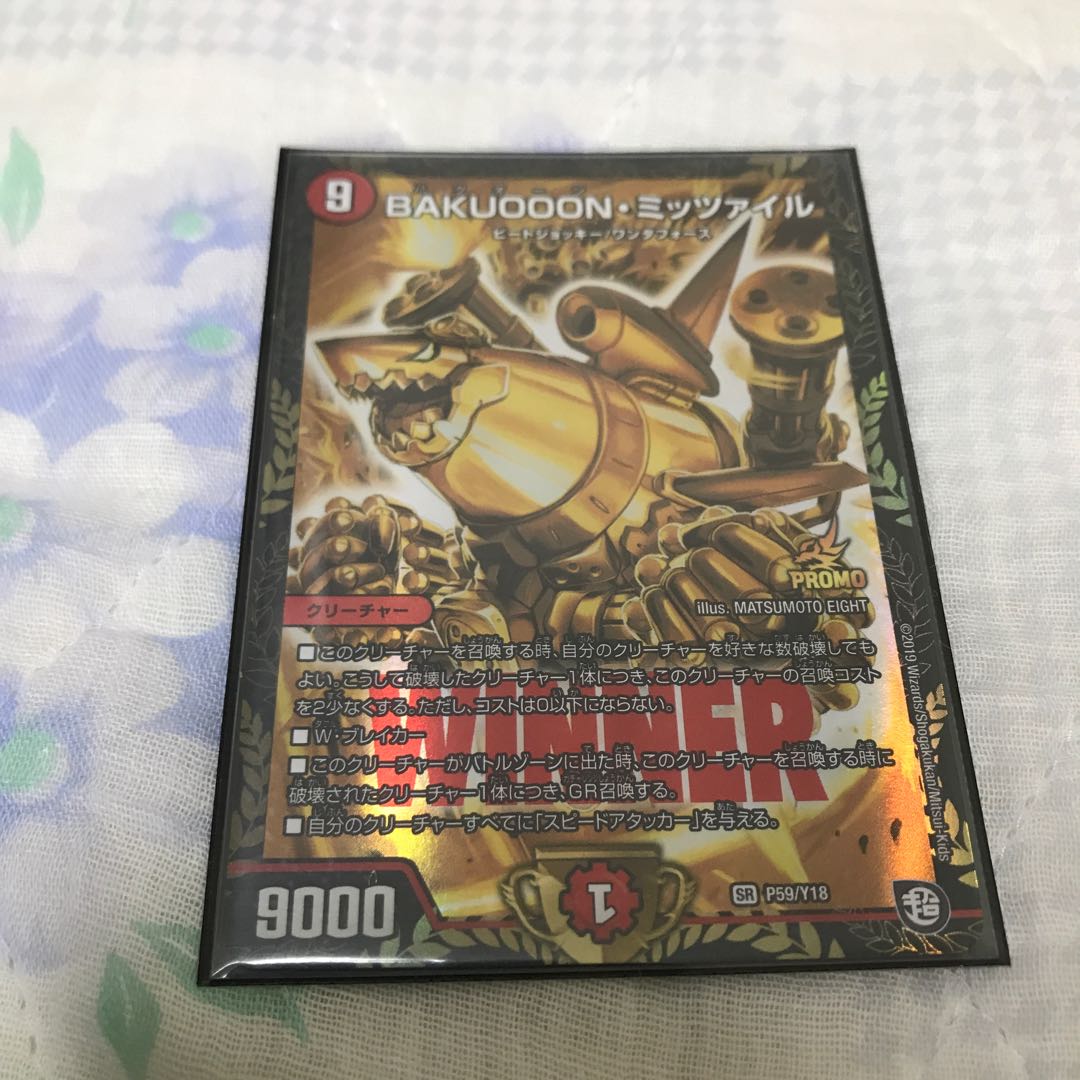 9
バクオーン
BAKUOOON・ミッツァイル
ビートジョッキー/ワンダフォース
PROMO
illus. MATSUMOTO EIGHT
クリーチャー
■このクリーチャーを召喚する時、自分のクリーチャーを好きな数破壊しても
よい。こうして破壊したクリーチャー1体につき、このクリーチャーの召喚コスト
を2少なくする。ただし、コストは0以下にならない。
■W・ブレイカー
■このクリーチャーがバトルゾーンに出た時、このクリーチャーを召喚する時に
破壊されたクリーチャー1体につき、GR召喚する。
■自分のクリーチャーすべてに「スピードアタッカー」を与える。
WINNER
9000
1
SR P59/Y18
超
©2019 Wizards/Shogakukan/Mitsui-Kids